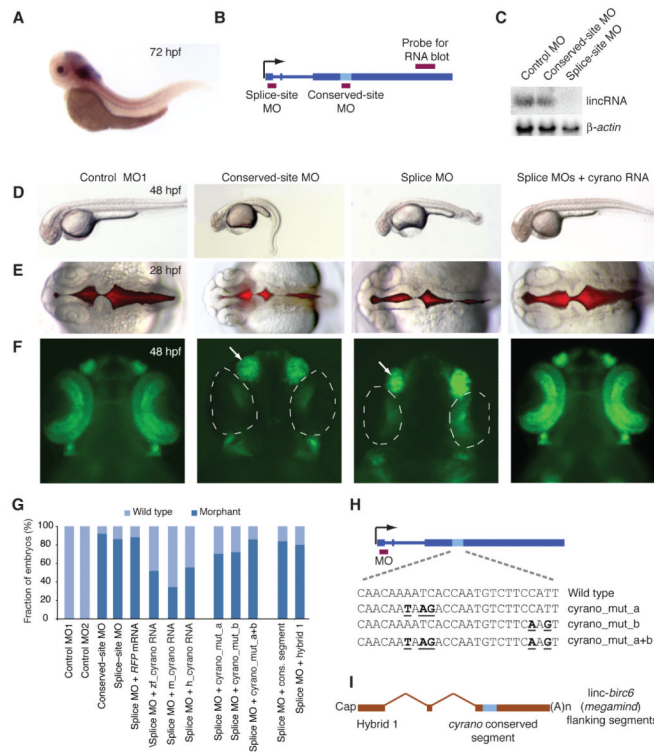 A
72 hpf
B
Probe for
RNA blot
Splice-site
MO
Conserved-site
MO
C
Control MO
Conserved-site MO
Splice-site MO
lincRNA
β-actin
Control MO1
Conserved-site MO
Splice MO
Splice MOs + cyrano RNA
D
48 hpf
E
28 hpf
F
48 hpf
G
Wild type
Morphant
Fraction of embryos (%)
100
80
60
40
20
0
Control MO1
Control MO2
Conserved-site MO
Splice-site MO
Splice MO + RFP mRNA
\Splice MO + zf_cyrano RNA
Splice MO + m_cyrano RNA
Splice MO + h_cyrano RNA
Splice MO + cyrano_mut_a
Splice MO + cyrano_mut_b
Splice MO + cyrano_mut_a+b
Splice MO + cons. segment
Splice MO + hybrid 1
H
MO
CAACAAAATCACCAATGTCTTCCATT Wild type
CAACAAATAAGCCAATGTCTTCCATT cyrano_mut_a
CAACAAAATCACCAATGTCTTCAAGT cyrano_mut_b
CAACAAATAAGCCAATGTCTTCAAGT cyrano_mut_a+b
I
Cap
(A)n
Hybrid 1
cyrano conserved
segment
linc-birc6
(megamind)
flanking segments